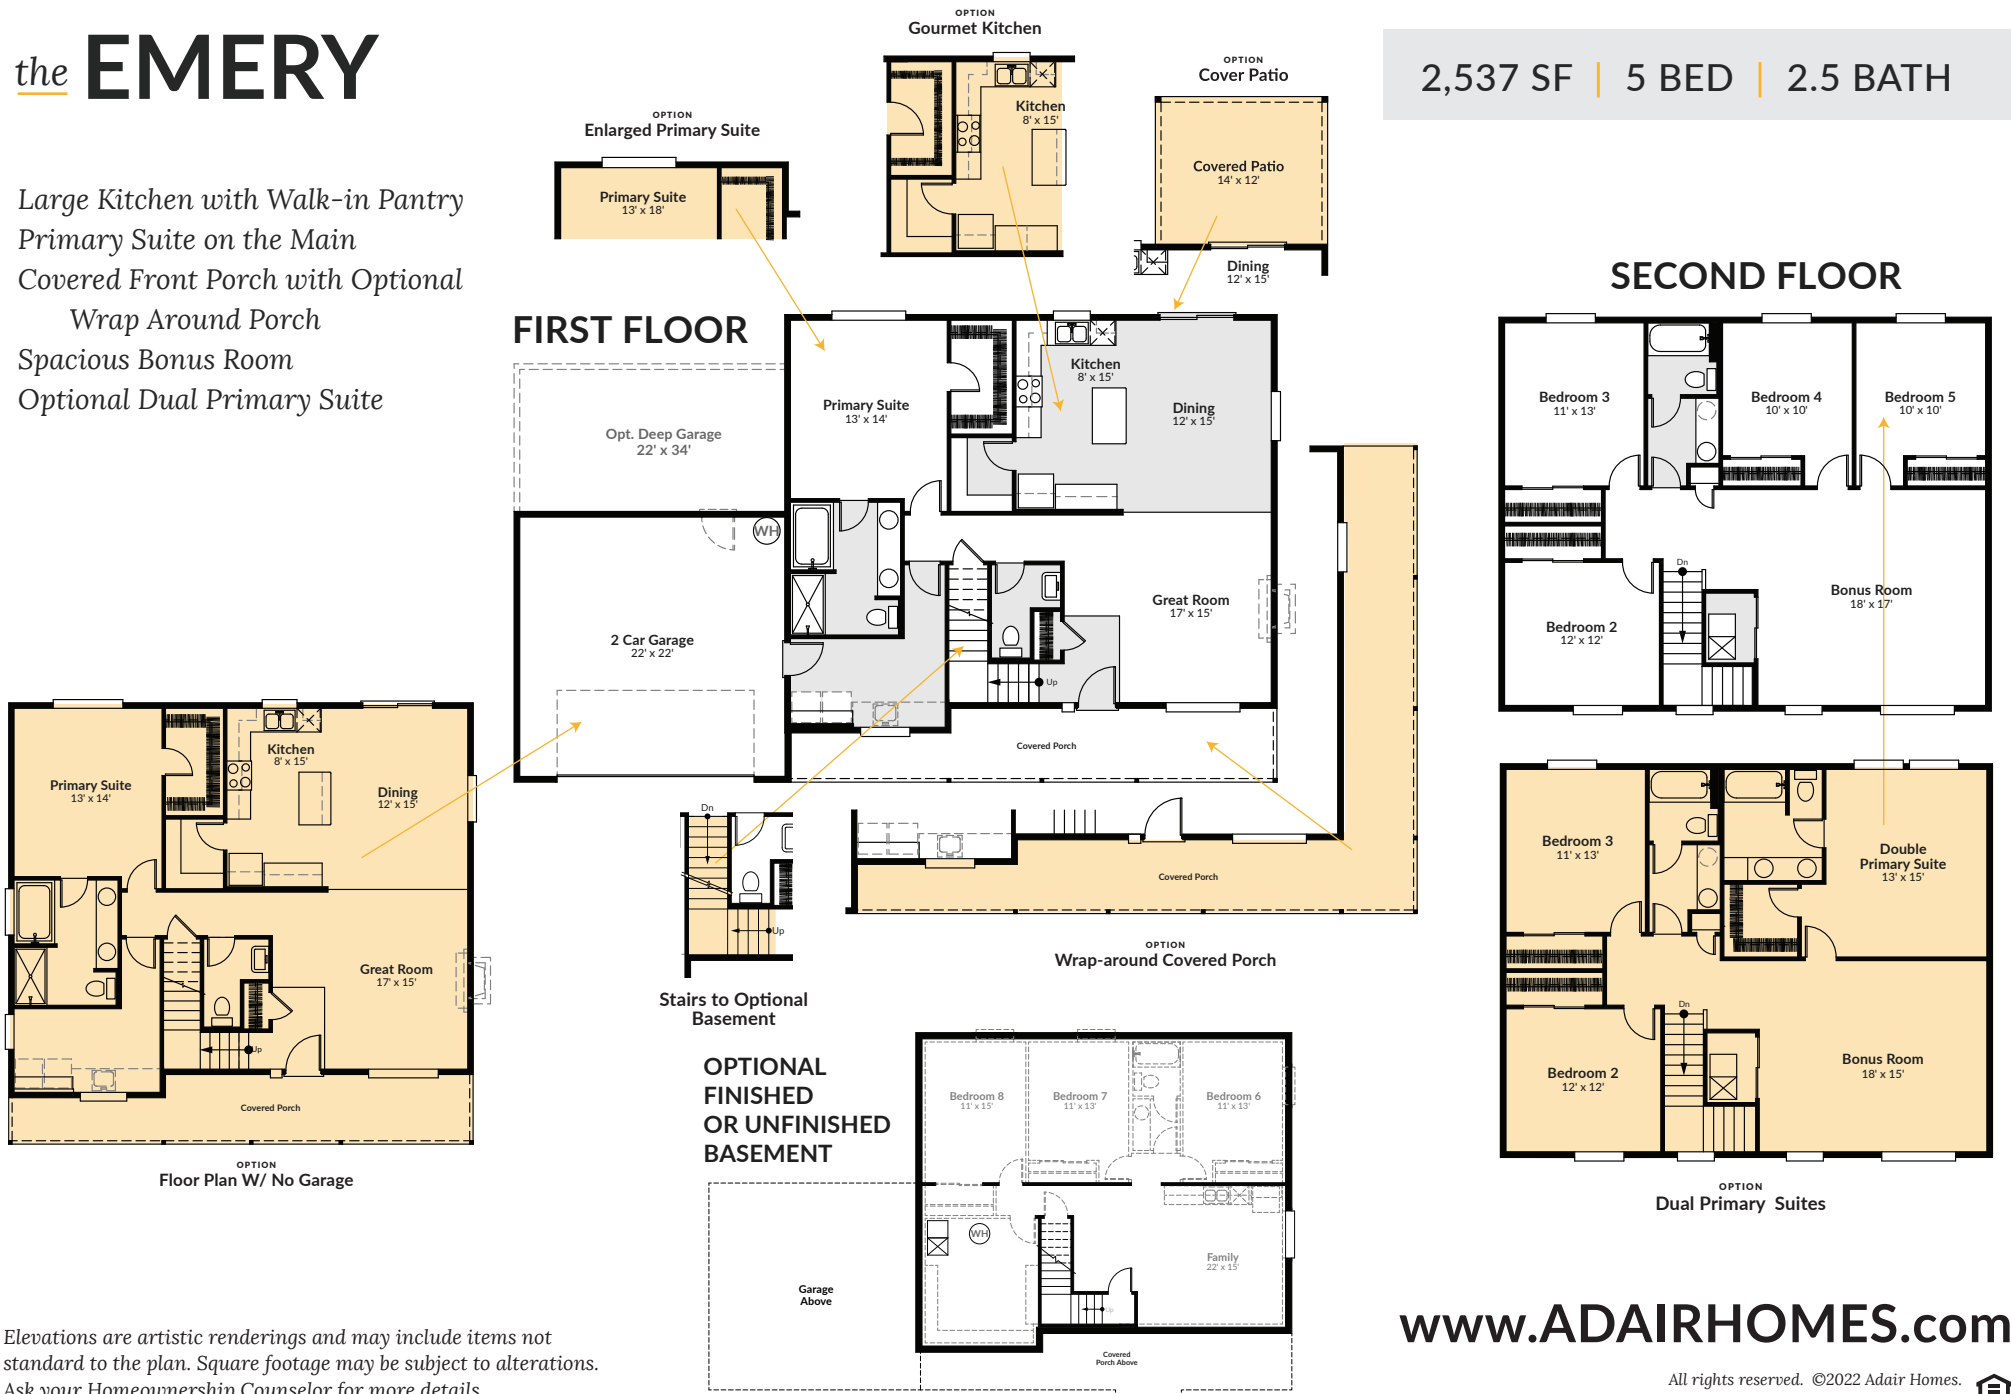 the EMERY
2,537 SF | 5 BED | 2.5 BATH
Large Kitchen with Walk-in Pantry
Primary Suite on the Main
Covered Front Porch with Optional
Wrap Around Porch
Spacious Bonus Room
Optional Dual Primary Suite
OPTION
Enlarged Primary Suite
Primary Suite
13' x 18'
OPTION
Gourmet Kitchen
Kitchen
8' x 15'
OPTION
Cover Patio
Covered Patio
14' x 12'
Dining
12' x 15'
FIRST FLOOR
Opt. Deep Garage
22' x 34'
Primary Suite
13' x 14'
Kitchen
8' x 15'
Dining
12' x 15'
WH
2 Car Garage
22' x 22'
Great Room
17' x 15'
Up
Covered Porch
SECOND FLOOR
Bedroom 3
11' x 13'
Bedroom 4
10' x 10'
Bedroom 5
10' x 10'
Dn
Bonus Room
18' x 17'
Bedroom 2
12' x 12'
Primary Suite
13' x 14'
Kitchen
8' x 15'
Dining
12' x 15'
Great Room
17' x 15'
Up
Covered Porch
OPTION
Floor Plan W/ No Garage
Dn
Up
Stairs to Optional
Basement
Covered Porch
OPTION
Wrap-around Covered Porch
Bedroom 3
11' x 13'
Double
Primary Suite
13' x 15'
Dn
Bonus Room
18' x 15'
Bedroom 2
12' x 12'
OPTION
Dual Primary Suites
OPTIONAL
FINISHED
OR UNFINISHED
BASEMENT
Bedroom 8
11' x 15'
Bedroom 7
11' x 13'
Bedroom 6
11' x 13'
WH
Family
22' x 15'
Up
Garage
Above
Covered
Porch Above
Elevations are artistic renderings and may include items not
standard to the plan. Square footage may be subject to alterations.
Ask your Homeownership Counselor for more details
www.ADAIRHOMES.com
All rights reserved. ©2022 Adair Homes.